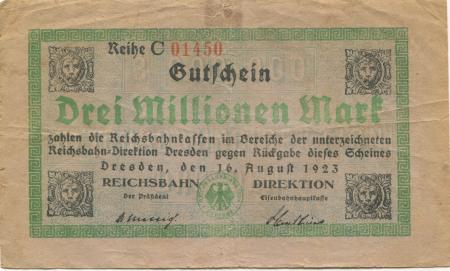 Reihe C 01450
Gutschein
Drei Millionen Mark
zahlen die Reichsbahnkassen im Bereiche der unterzeichneten
Reichsbahn-Direktion Dresden gegen Rückgabe dieses Scheines
Dresden, den 16. August 1923
REICHSBAHN DIREKTION
Der Präsident Eisenbahnhauptkasse